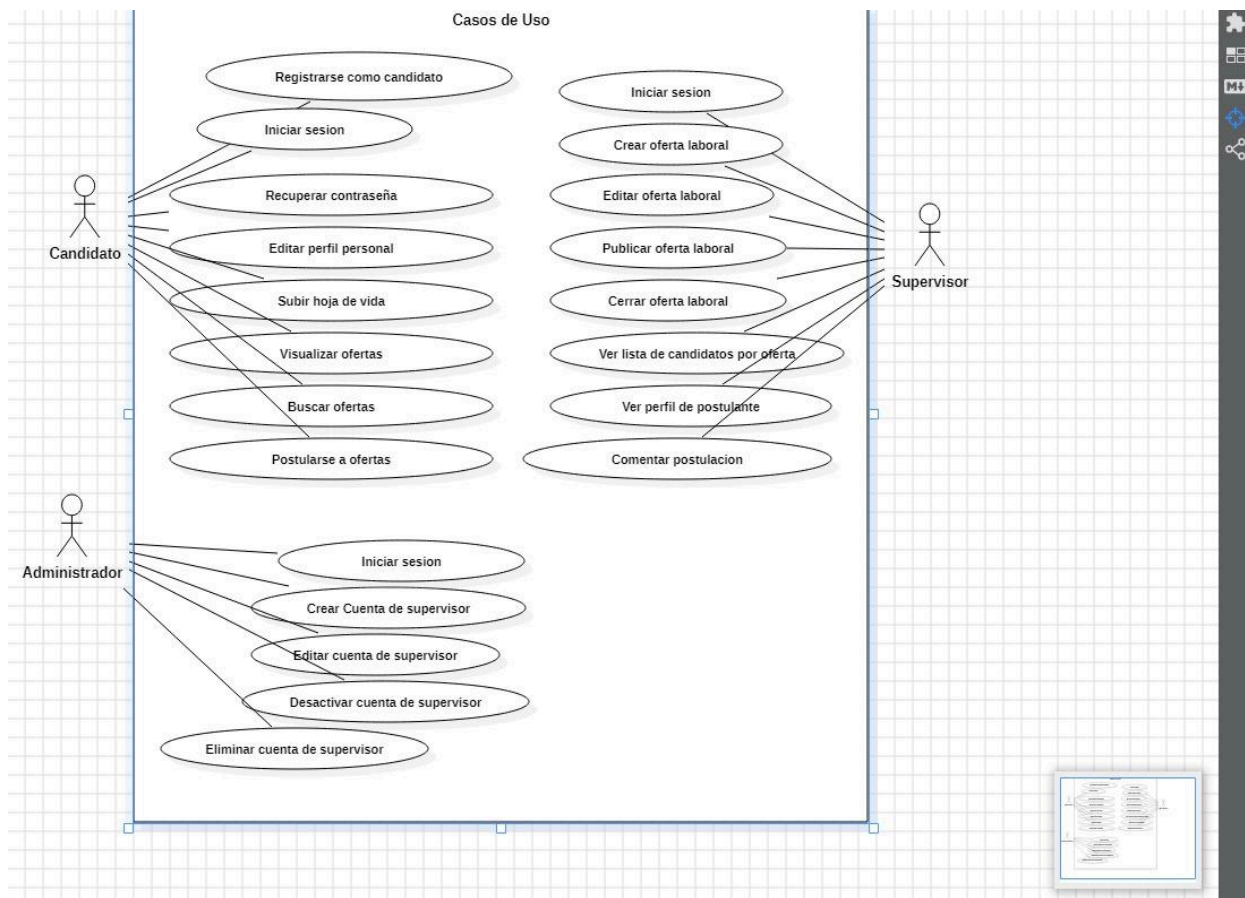 Casos de Uso
Registrarse como candidato
Iniciar sesion
Recuperar contraseña
Editar perfil personal
Subir hoja de vida
Visualizar ofertas
Buscar ofertas
Postularse a ofertas
Candidato
Iniciar sesion
Crear oferta laboral
Editar oferta laboral
Publicar oferta laboral
Cerrar oferta laboral
Ver lista de candidatos por oferta
Ver perfil de postulante
Comentar postulacion
Supervisor
Administrador
Iniciar sesion
Crear Cuenta de supervisor
Editar cuenta de supervisor
Desactivar cuenta de supervisor
Eliminar cuenta de supervisor